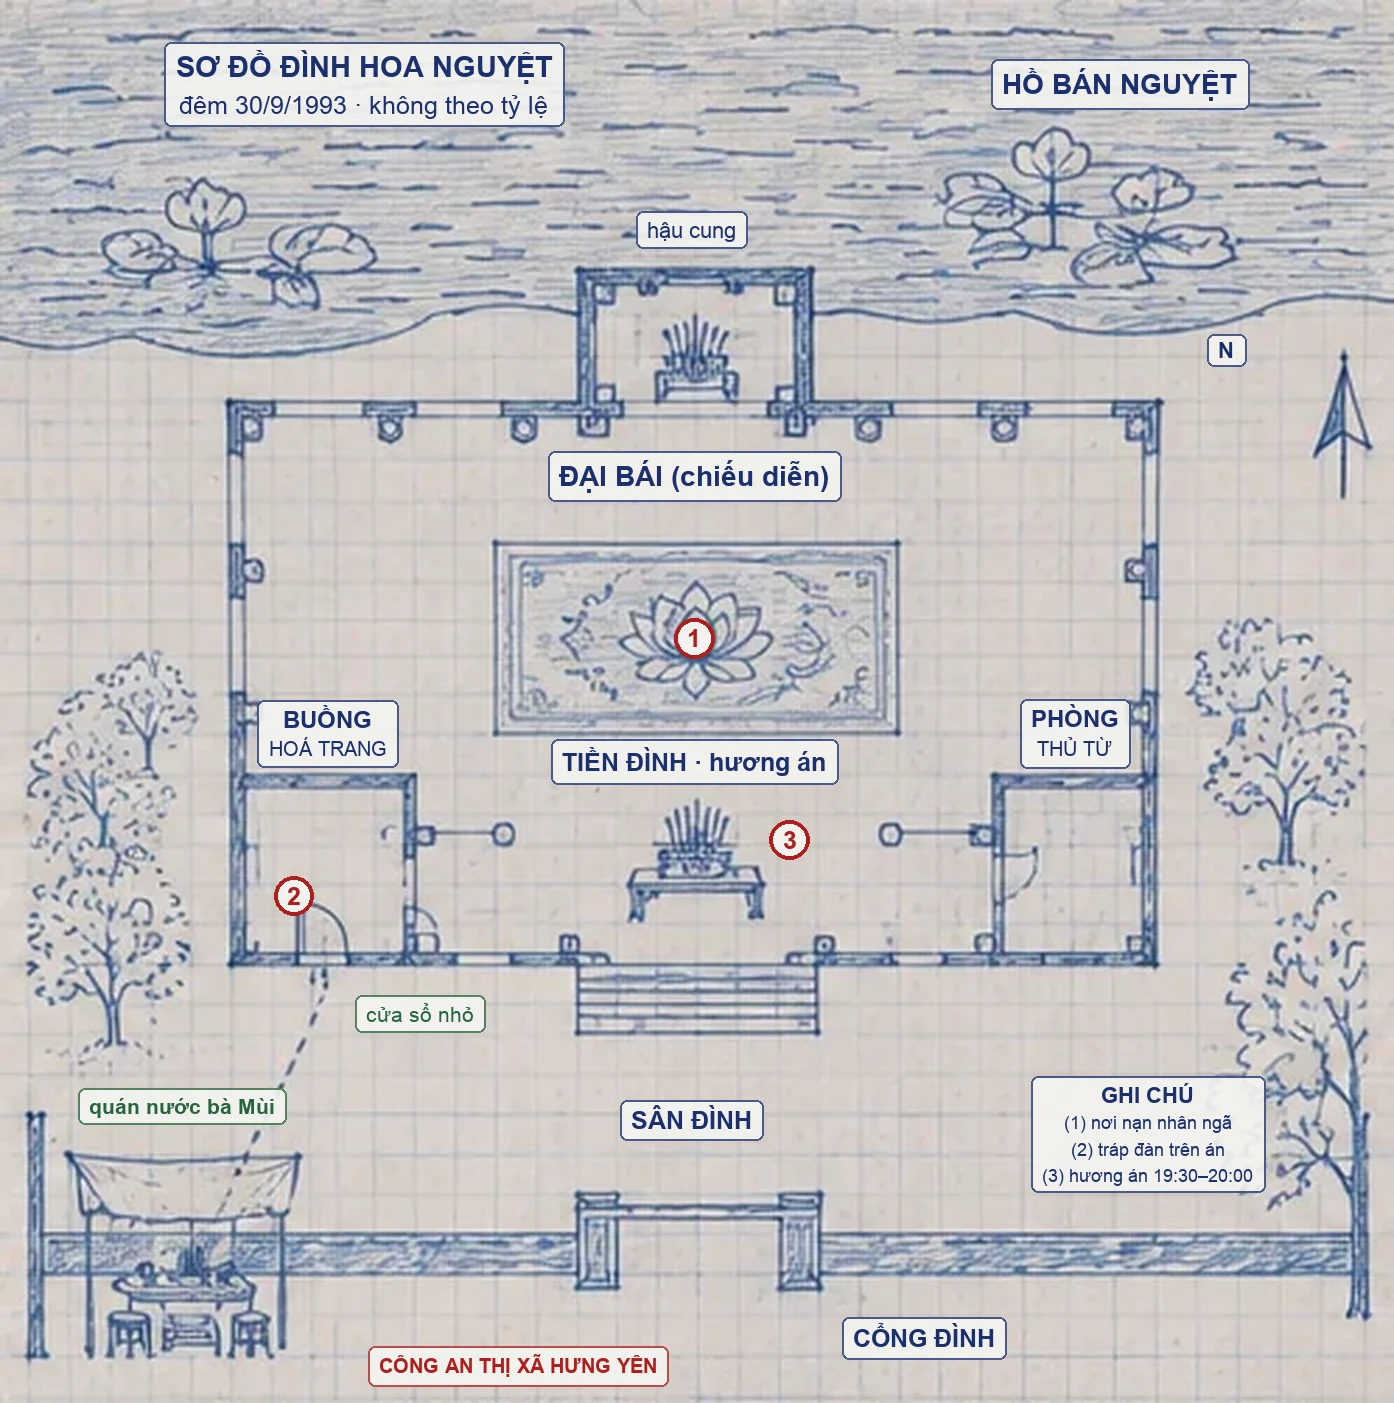 SƠ ĐỒ ĐÌNH HOA NGUYỆT
đêm 30/9/1993 · không theo tỷ lệ
HỒ BÁN NGUYỆT
hậu cung
N
ĐẠI BÁI (chiếu diễn)
1
BUỒNG
HOÁ TRANG
PHÒNG
THỦ TỪ
TIỀN ĐÌNH · hương án
3
2
cửa sổ nhỏ
quán nước bà Mùi
SÂN ĐÌNH
GHI CHÚ
(1) nơi nạn nhân ngã
(2) tráp đàn trên án
(3) hương án 19:30–20:00
CỔNG ĐÌNH
CÔNG AN THỊ XÃ HƯNG YÊN